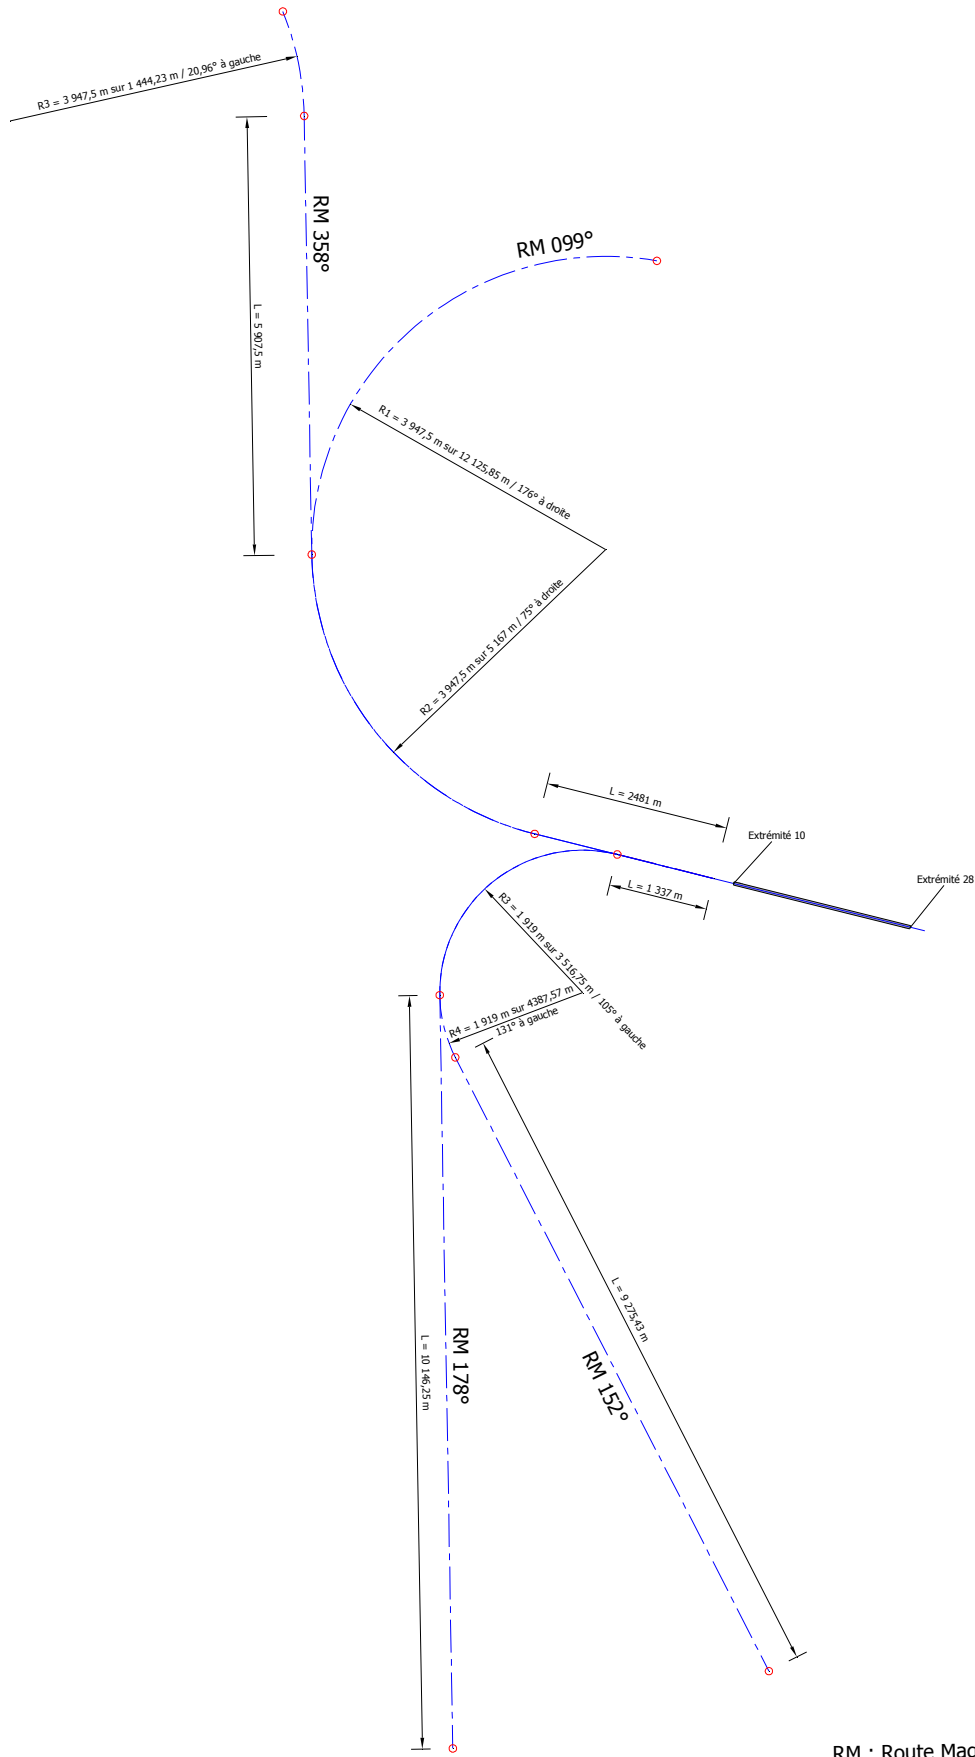 R3 = 3 947,5 m sur 1 444,23 m / 20,96° à gauche
RM 358°
RM 099°
L = 5 907,5 m
R1 = 3 947,5 m sur 12 125,85 m / 176° à droite
R2 = 3 947,5 m sur 5 167 m / 75° à droite
L = 2481 m
Extrémité 10
Extrémité 28
L = 1 337 m
R3 = 1 919 m sur 3 516,75 m / 105° à gauche
R4 = 1 919 m sur 4387,57 m
131° à gauche
L = 9 275,43 m
L = 10 146,25 m
RM 178°
RM 152°
RM : Route Mag